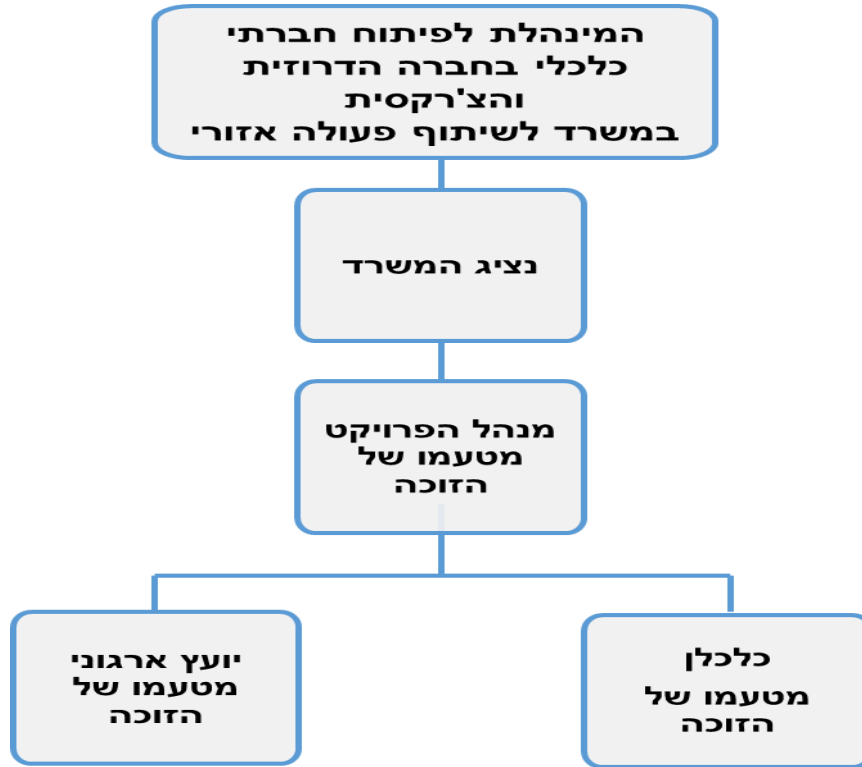 המינהלת לפיתוח חברתי
כלכלי בחברה הדרוזית
והצ'רקסית
במשרד לשיתוף פעולה אזורי
נציג המשרד
מנהל הפרויקט
מטעמו של
הזוכה
כלכלן
מטעמו של
הזוכה
יועץ ארגוני
מטעמו של
הזוכה